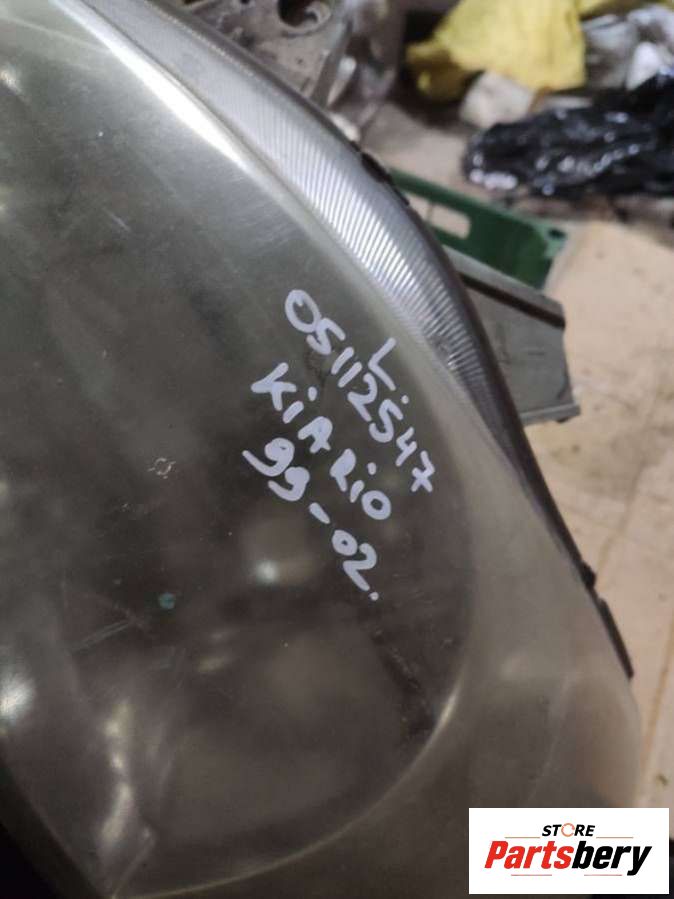 L.
05112547
KiA Rio
99-02.
STORE
Partsbery